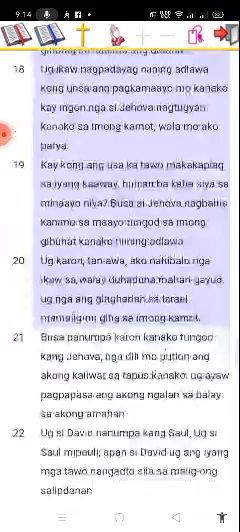 9:14
18 Ug ikaw nagpadayag niining adlawa
kong unsa ang pagkamaayo mo kanako
kay ingon nga si Jehova nagtugyan
kanako sa imong kamot, wala mo ako
patya.
19 Kay kong ang usa ka tawo makakaplag
sa iyang kaaway, buhian ba kaha siya sa
minaayo niya? Busa si Jehova nagbalus
kanimo sa maayo tungod sa imong
gibuhat kanako niining adlawa
20 Ug karon, tan-awa, ako nahibalo nga
ikaw sa walay duhaduha mahari gayud,
ug nga ang gingharian sa Israel
mamalig-on gihapon sa imong kamot.
21 Busa panumpa karon kanako tungod
kang Jehova, nga dili mo putlon ang
akong kaliwat sa tapus kanako, ug ayaw
pagpapasa ang akong ngalan sa balay
sa akong amahan.
22 Ug si David nanumpa kang Saul. Ug si
Saul mipauli; apan si David ug ang iyang
mga tawo nangadto sila sa malig-ong
salipdanan.